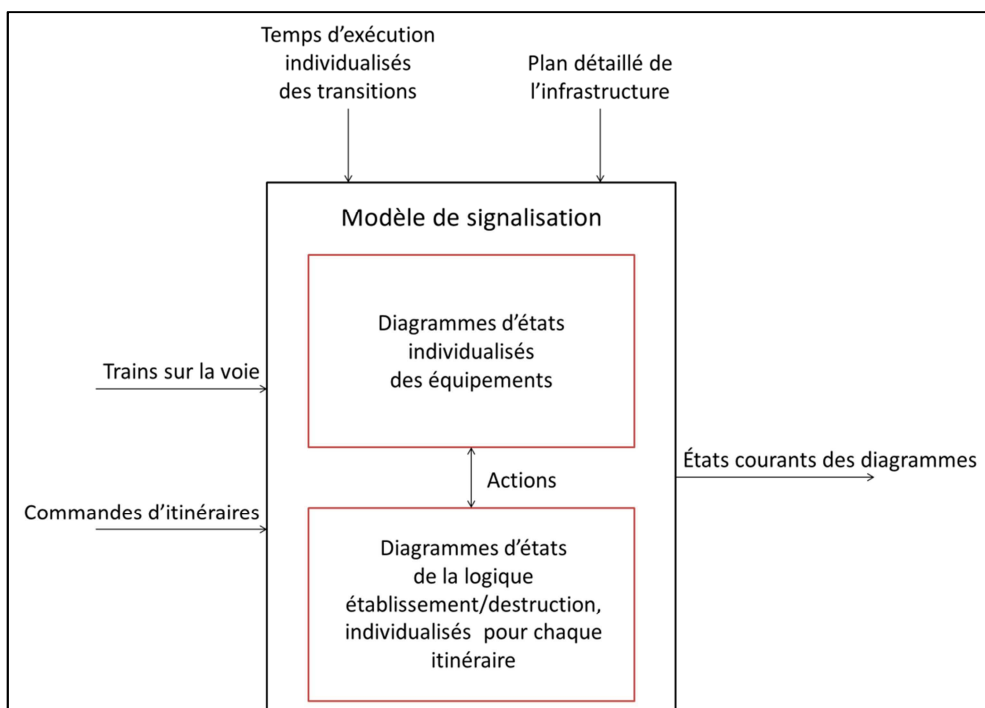 Temps d’exécution
individualisés
des transitions
Plan détaillé de
l’infrastructure
Modèle de signalisation
Diagrammes d’états
individualisés
des équipements
Trains sur la voie
Actions
États courants des diagrammes
Commandes d’itinéraires
Diagrammes d’états
de la logique
établissement/destruction,
individualisés pour chaque
itinéraire